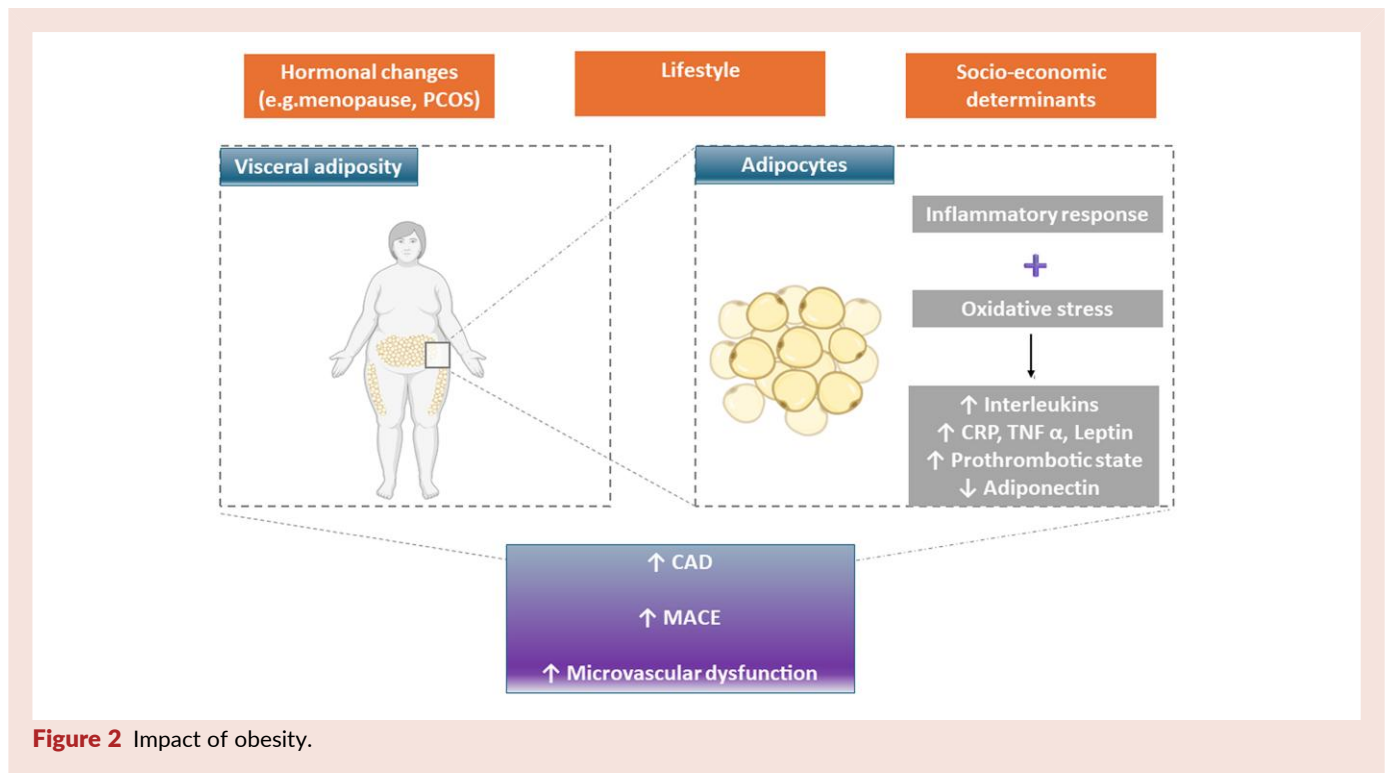 Hormonal changes
(e.g.menopause, PCOS)
Lifestyle
Socio-economic
determinants
Visceral adiposity
Adipocytes
Inflammatory response
+
Oxidative stress
↑ Interleukins
↑ CRP, TNF α, Leptin
↑ Prothrombotic state
↓ Adiponectin
↑ CAD
↑ MACE
↑ Microvascular dysfunction
Figure 2 Impact of obesity.